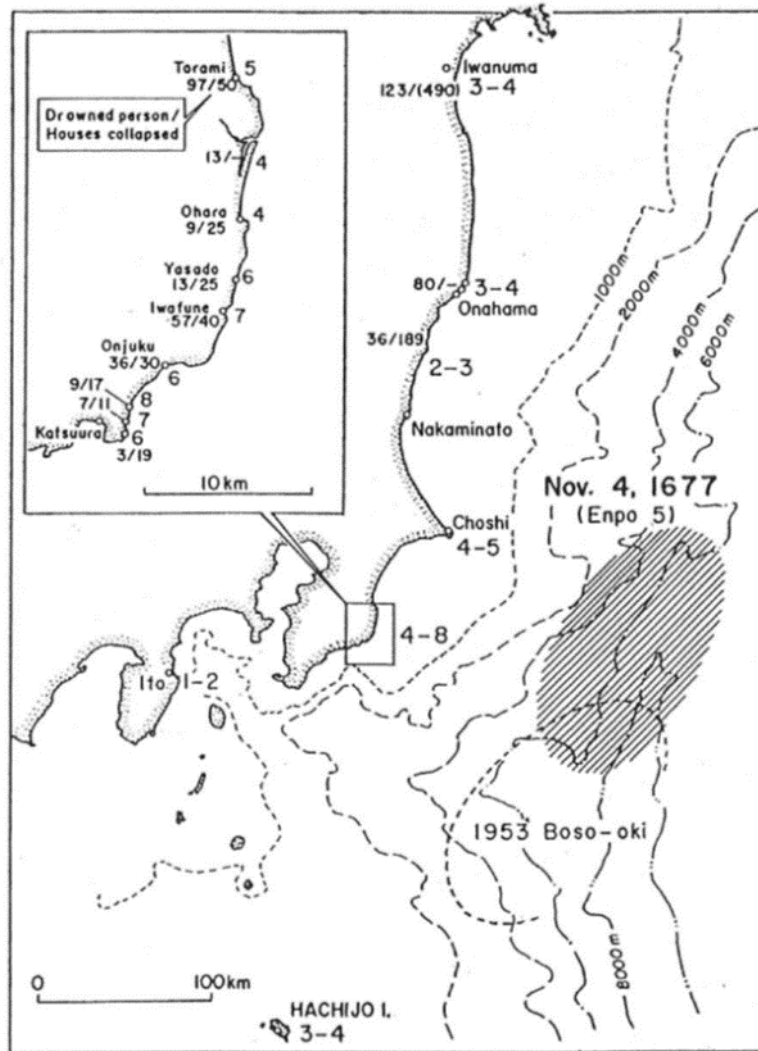 Torami 5
97/50
Drowned person/
Houses collapsed
13/- 4
Ohara 4
9/25
Yasado 6
13/25
Iwafune
57/40 7
Onjuku
36/30 6
9/17 8
7/11 7
Katsuura 6
3/19
10 km
Iwanuma
123/(490) 3-4
80/- 3-4
Onahama
36/189
2-3
Nakaminato
Choshi
4-5
4-8
Ito 1-2
1000m
2000m
4000m
6000m
Nov. 4, 1677
(Enpo 5)
1953 Boso-oki
8000m
0 100km
HACHIJO I.
3-4